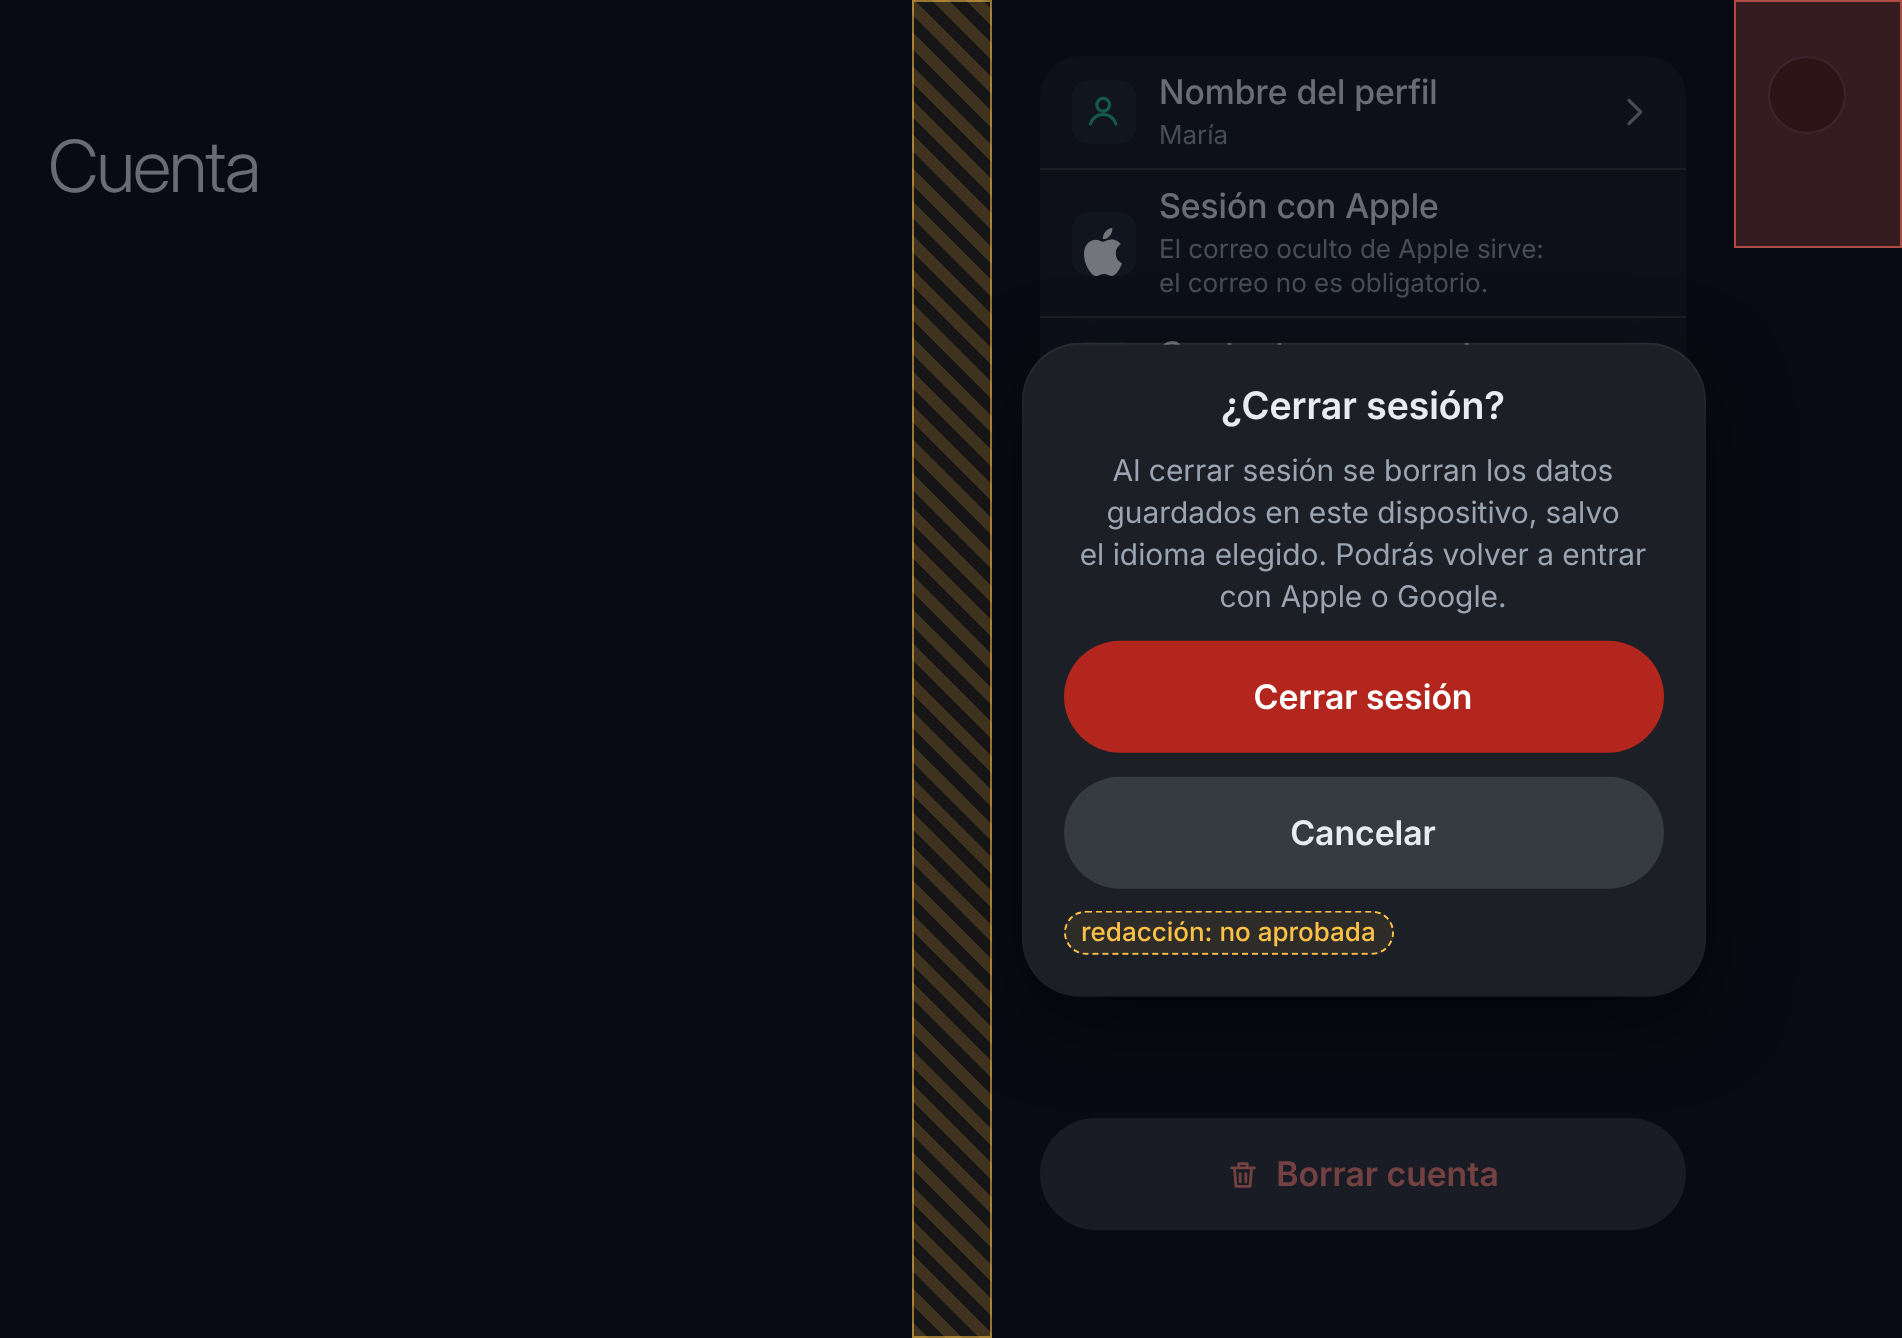 Cuenta
Nombre del perfil
María
Sesión con Apple
El correo oculto de Apple sirve:
el correo no es obligatorio.
¿Cerrar sesión?
Al cerrar sesión se borran los datos
guardados en este dispositivo, salvo
el idioma elegido. Podrás volver a entrar
con Apple o Google.
Cerrar sesión
Cancelar
redacción: no aprobada
Borrar cuenta